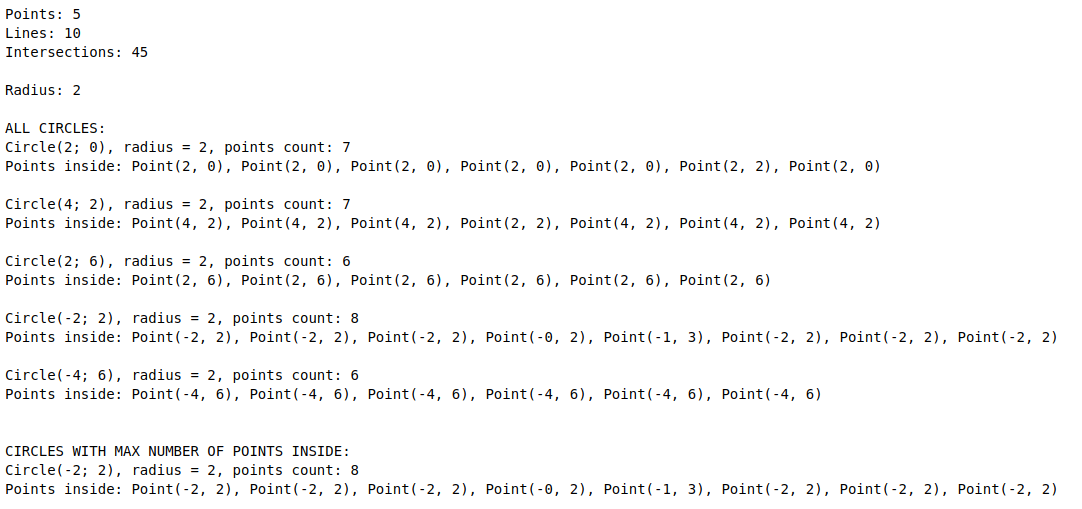 Points: 5
Lines: 10
Intersections: 45
Radius: 2
ALL CIRCLES:
Circle(2; 0), radius = 2, points count: 7
Points inside: Point(2, 0), Point(2, 0), Point(2, 0), Point(2, 0), Point(2, 0), Point(2, 2), Point(2, 0)
Circle(4; 2), radius = 2, points count: 7
Points inside: Point(4, 2), Point(4, 2), Point(4, 2), Point(2, 2), Point(4, 2), Point(4, 2), Point(4, 2)
Circle(2; 6), radius = 2, points count: 6
Points inside: Point(2, 6), Point(2, 6), Point(2, 6), Point(2, 6), Point(2, 6), Point(2, 6)
Circle(-2; 2), radius = 2, points count: 8
Points inside: Point(-2, 2), Point(-2, 2), Point(-2, 2), Point(-0, 2), Point(-1, 3), Point(-2, 2), Point(-2, 2), Point(-2, 2)
Circle(-4; 6), radius = 2, points count: 6
Points inside: Point(-4, 6), Point(-4, 6), Point(-4, 6), Point(-4, 6), Point(-4, 6), Point(-4, 6)
CIRCLES WITH MAX NUMBER OF POINTS INSIDE:
Circle(-2; 2), radius = 2, points count: 8
Points inside: Point(-2, 2), Point(-2, 2), Point(-2, 2), Point(-0, 2), Point(-1, 3), Point(-2, 2), Point(-2, 2), Point(-2, 2)